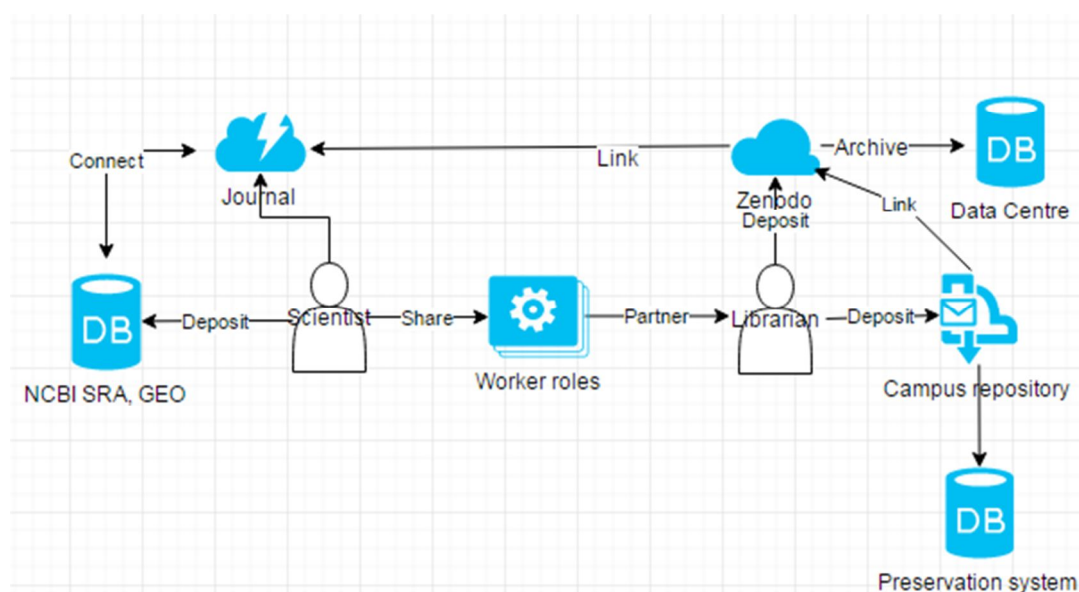 Connect
Journal
Link
Zenodo
Deposit
Archive
DB
Data Centre
Link
DB
NCBI SRA, GEO
Deposit
Scientist
Share
Worker roles
Partner
Librarian
Deposit
Campus repository
DB
Preservation system